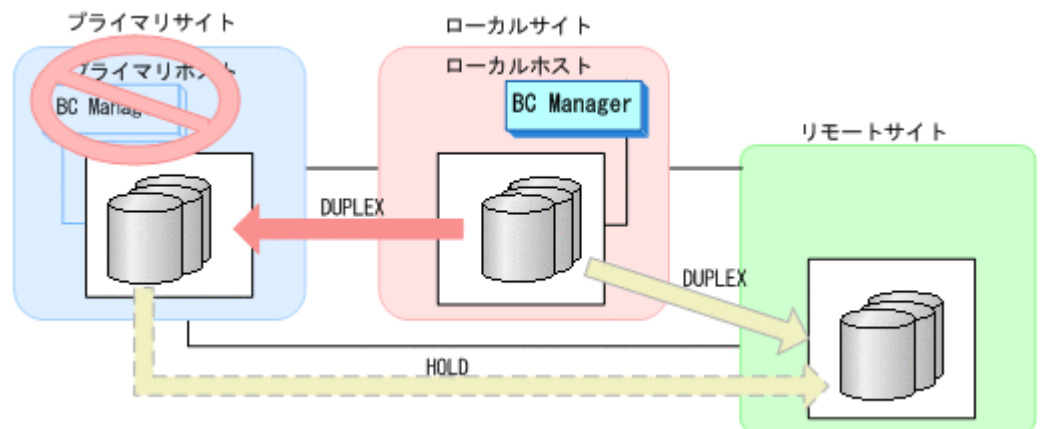 プライマリサイト
プライマリホスト
BC Manager
ローカルサイト
ローカルホスト
BC Manager
リモートサイト
DUPLEX
DUPLEX
HOLD